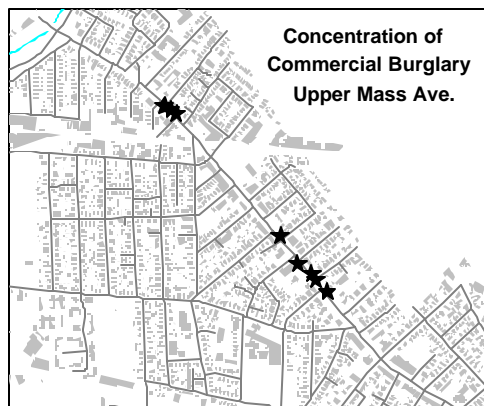 Concentration of
Commercial Burglary
Upper Mass Ave.